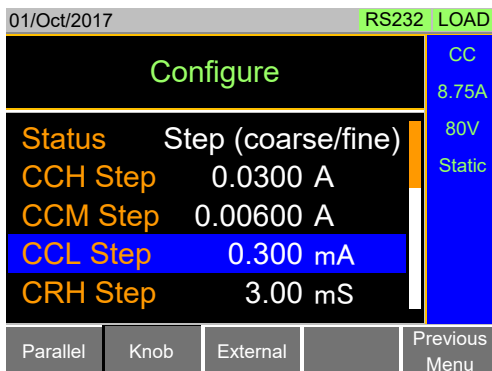 01/Oct/2017 RS232 LOAD
Configure
CC
8.75A
80V
Static
Status Step (coarse/fine)
CCH Step 0.0300 A
CCM Step 0.00600 A
CCL Step 0.300 mA
CRH Step 3.00 mS
Parallel Knob External Previous
Menu